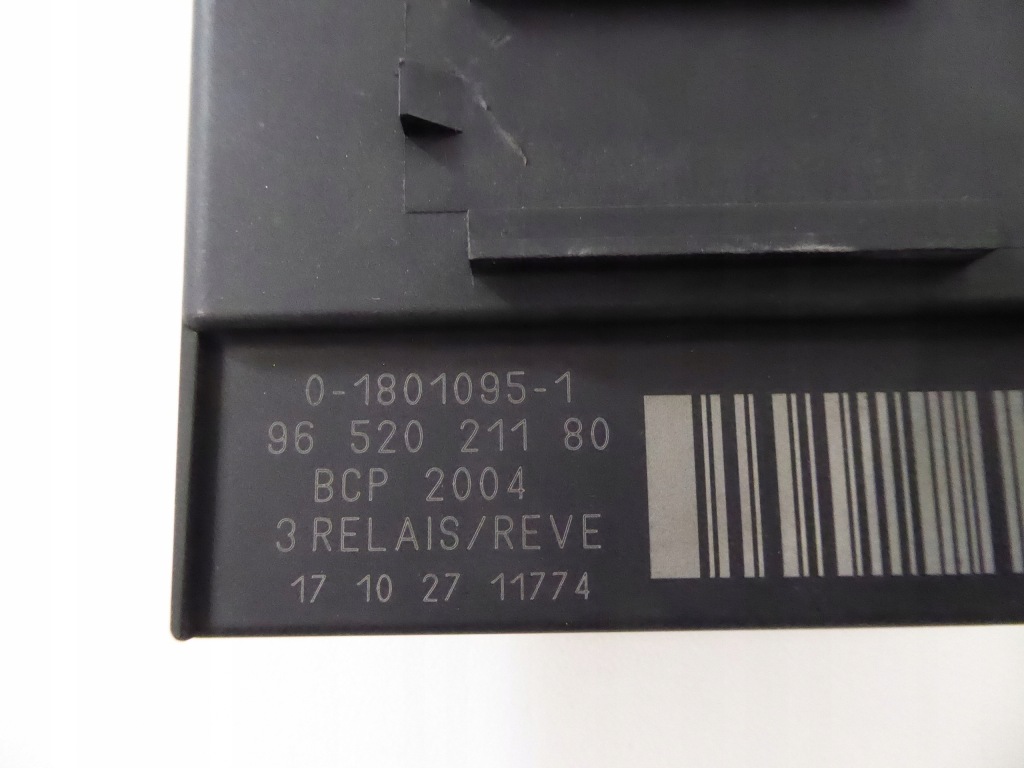 0-1801095-1
96 520 211 80
BCP 2004
3 RELAIS/REVE
17 10 27 11774